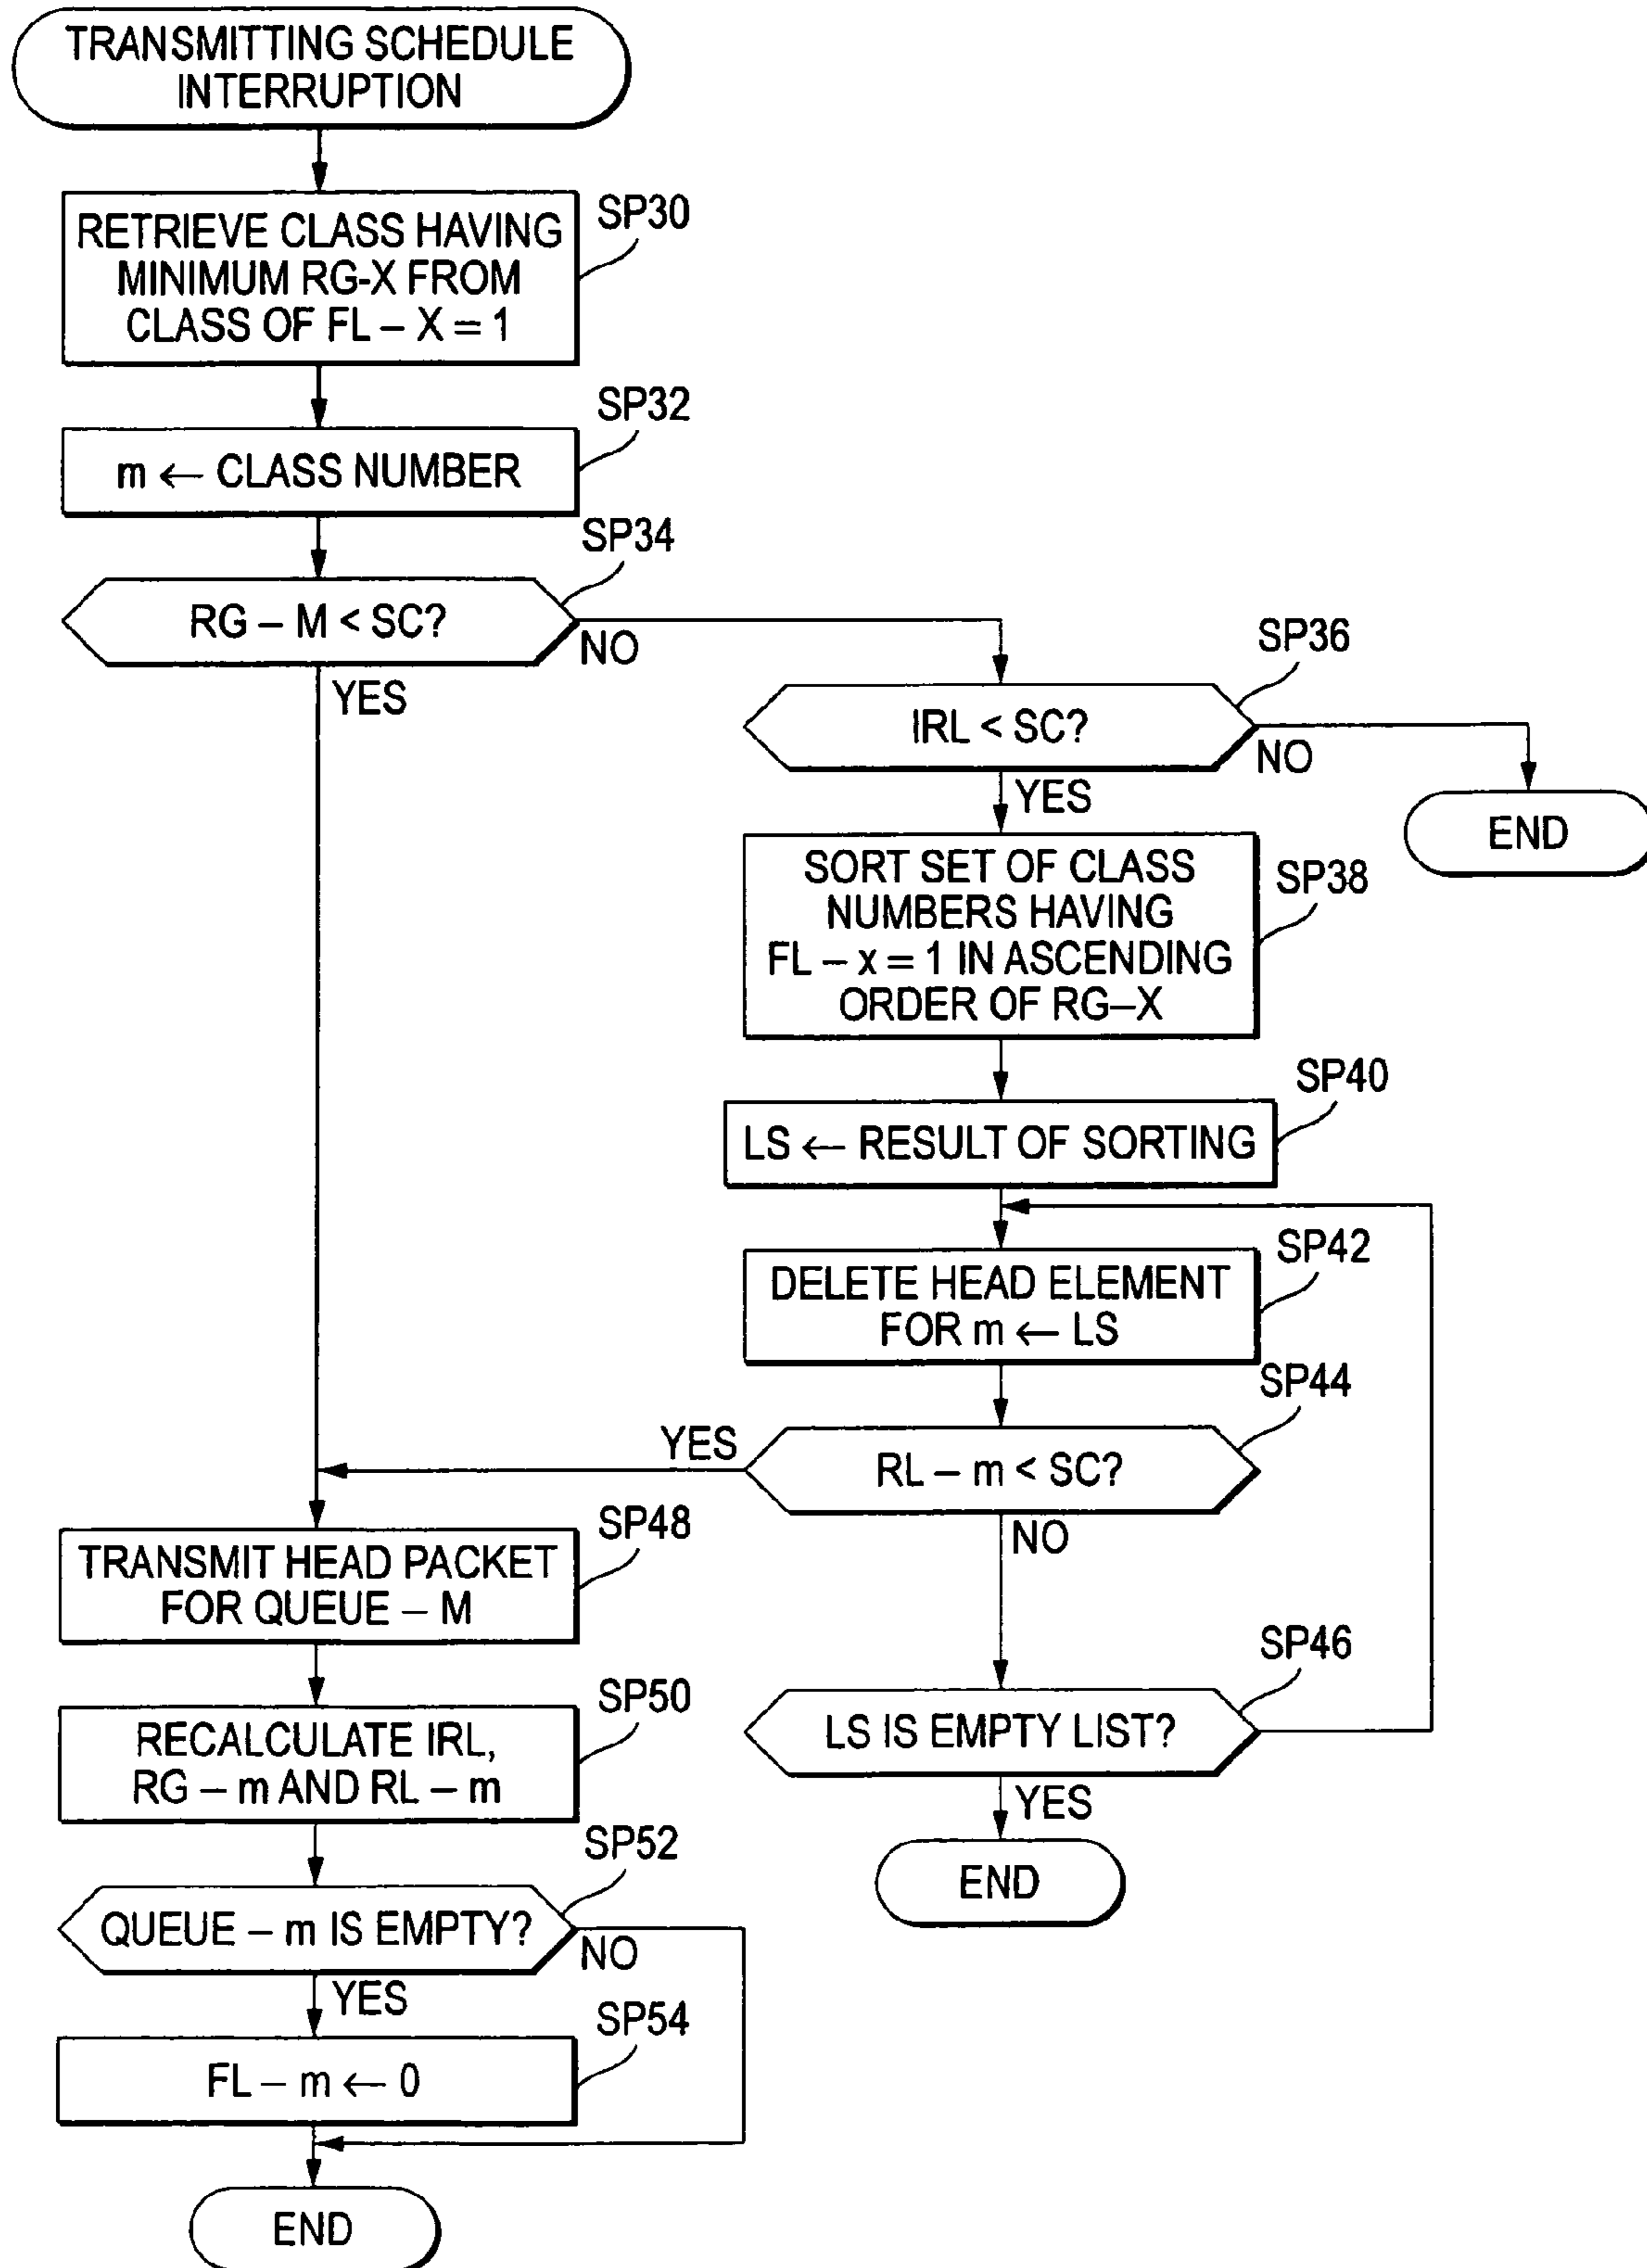 TRANSMITTING SCHEDULE
INTERRUPTION
SP30
RETRIEVE CLASS HAVING
MINIMUM RG-X FROM
CLASS OF FL – X = 1
SP32
m ← CLASS NUMBER
SP34
RG – M < SC?
NO
YES
SP36
IRL < SC?
NO
YES
END
SP38
SORT SET OF CLASS
NUMBERS HAVING
FL – x = 1 IN ASCENDING
ORDER OF RG–X
SP40
LS ← RESULT OF SORTING
SP42
DELETE HEAD ELEMENT
FOR m ← LS
SP44
YES
RL – m < SC?
NO
SP48
TRANSMIT HEAD PACKET
FOR QUEUE – M
SP46
LS IS EMPTY LIST?
YES
END
SP50
RECALCULATE IRL,
RG – m AND RL – m
SP52
QUEUE – m IS EMPTY?
NO
YES
SP54
FL – m ← 0
END